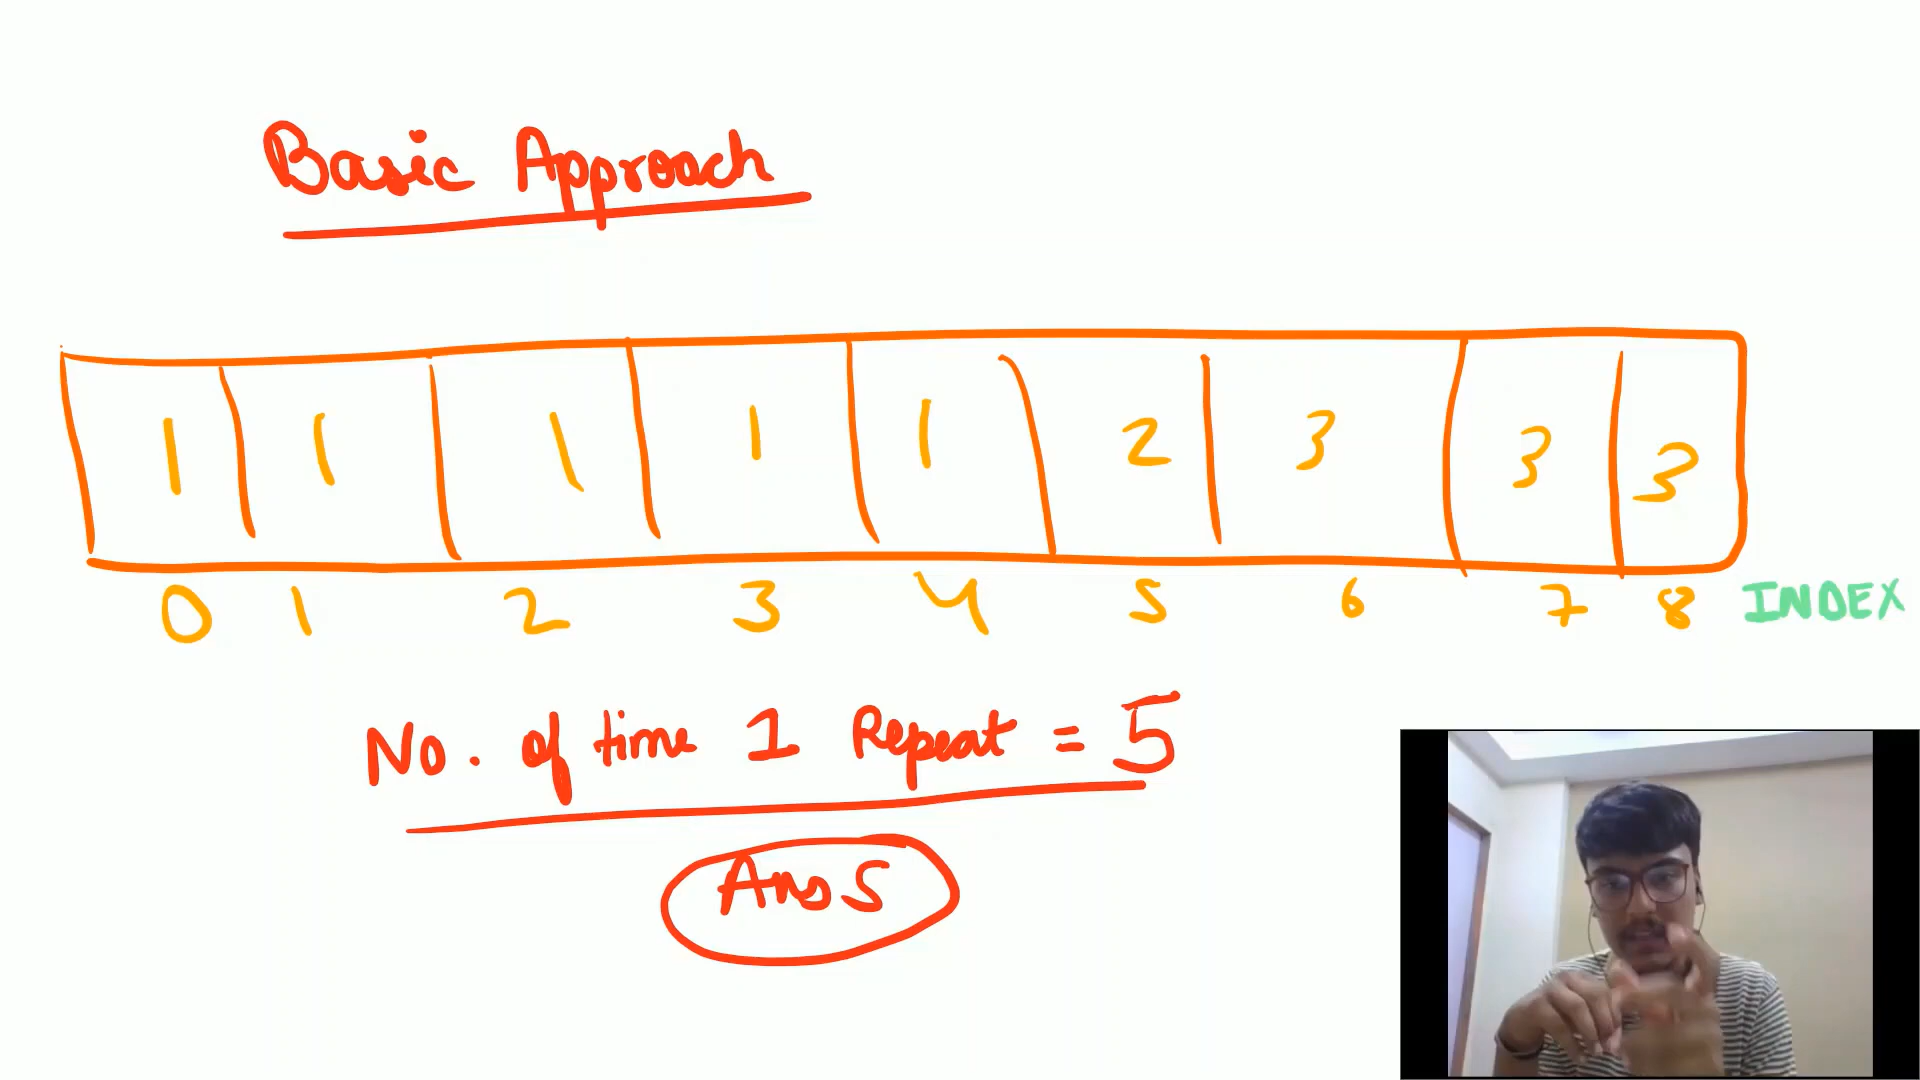 Basic Approach
1 1 1 1 1 2 3 3 3
0 1 2 3 4 5 6 7 8 INDEX
No. of time 1 Repeat = 5
Ans